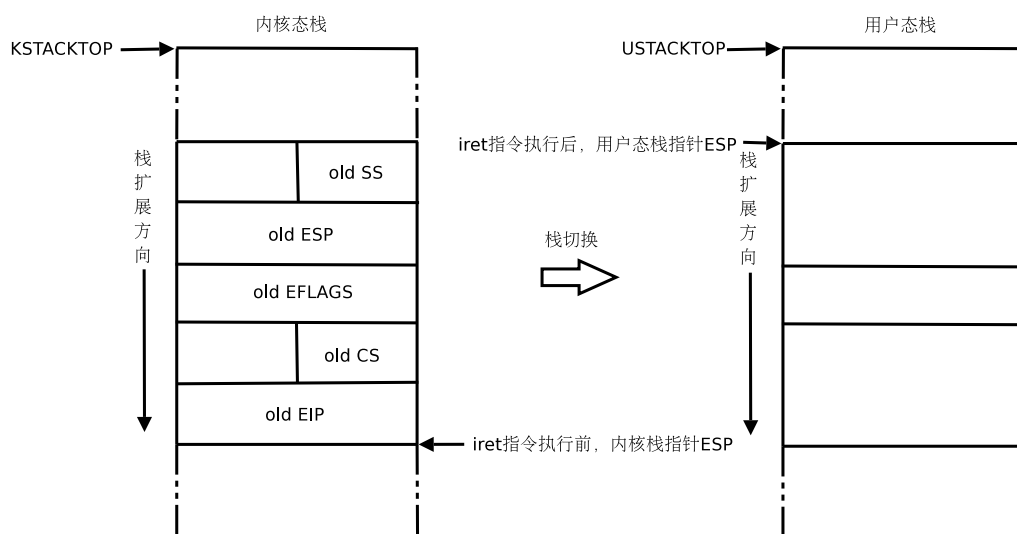 内核态栈
用户态栈
KSTACKTOP
USTACKTOP
iret指令执行后，用户态栈指针ESP
栈扩展方向
old SS
栈扩展方向
old ESP
栈切换
old EFLAGS
old CS
old EIP
iret指令执行前，内核栈指针ESP